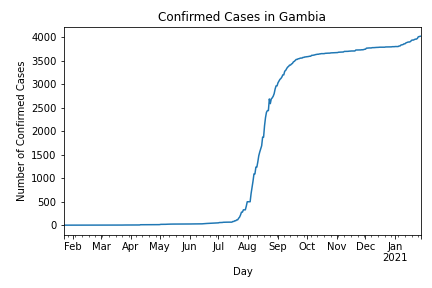 Confirmed Cases in Gambia
4000
3500
3000
2500
2000
1500
1000
500
0
Number of Confirmed Cases
Feb Mar Apr May Jun Jul Aug Sep Oct Nov Dec Jan
2021
Day